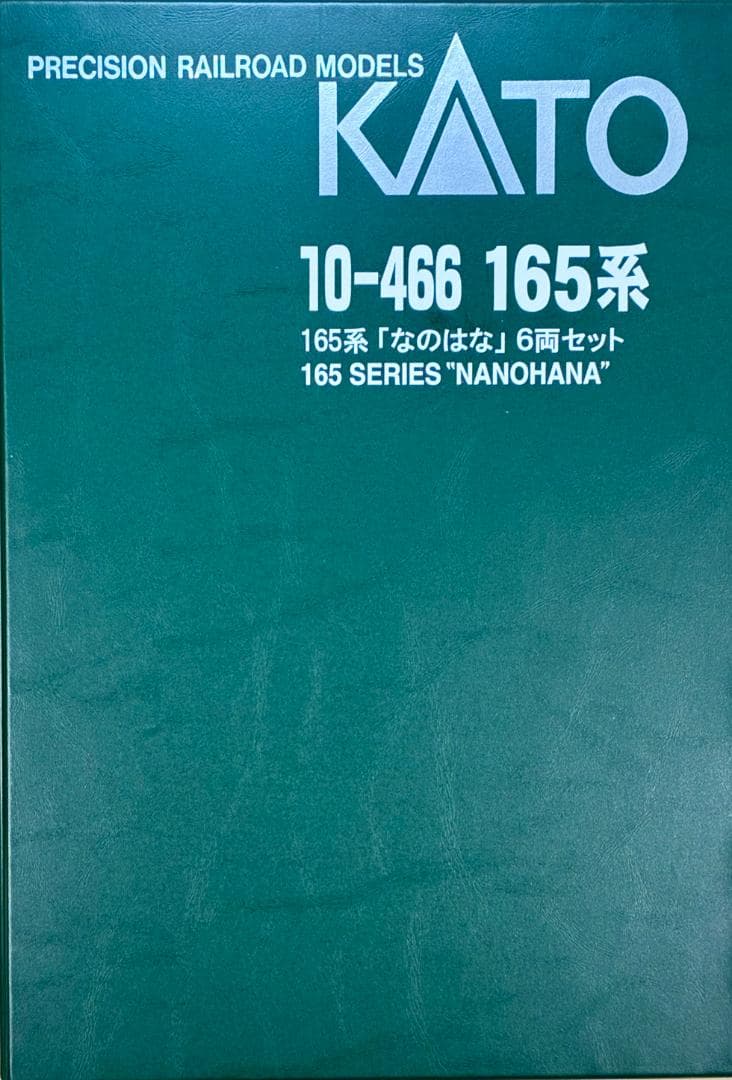 PRECISION RAILROAD MODELS
KATO
10-466 165系
165系「なのはな」6両セット
165 SERIES "NANOHANA"